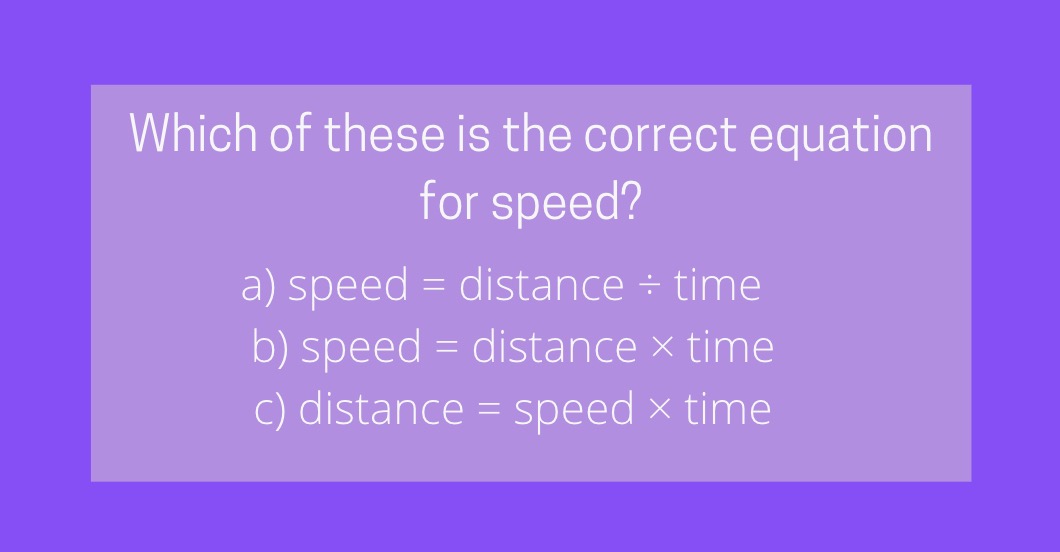 Which of these is the correct equation
for speed?
a) speed = distance ÷ time
b) speed = distance × time
c) distance = speed × time